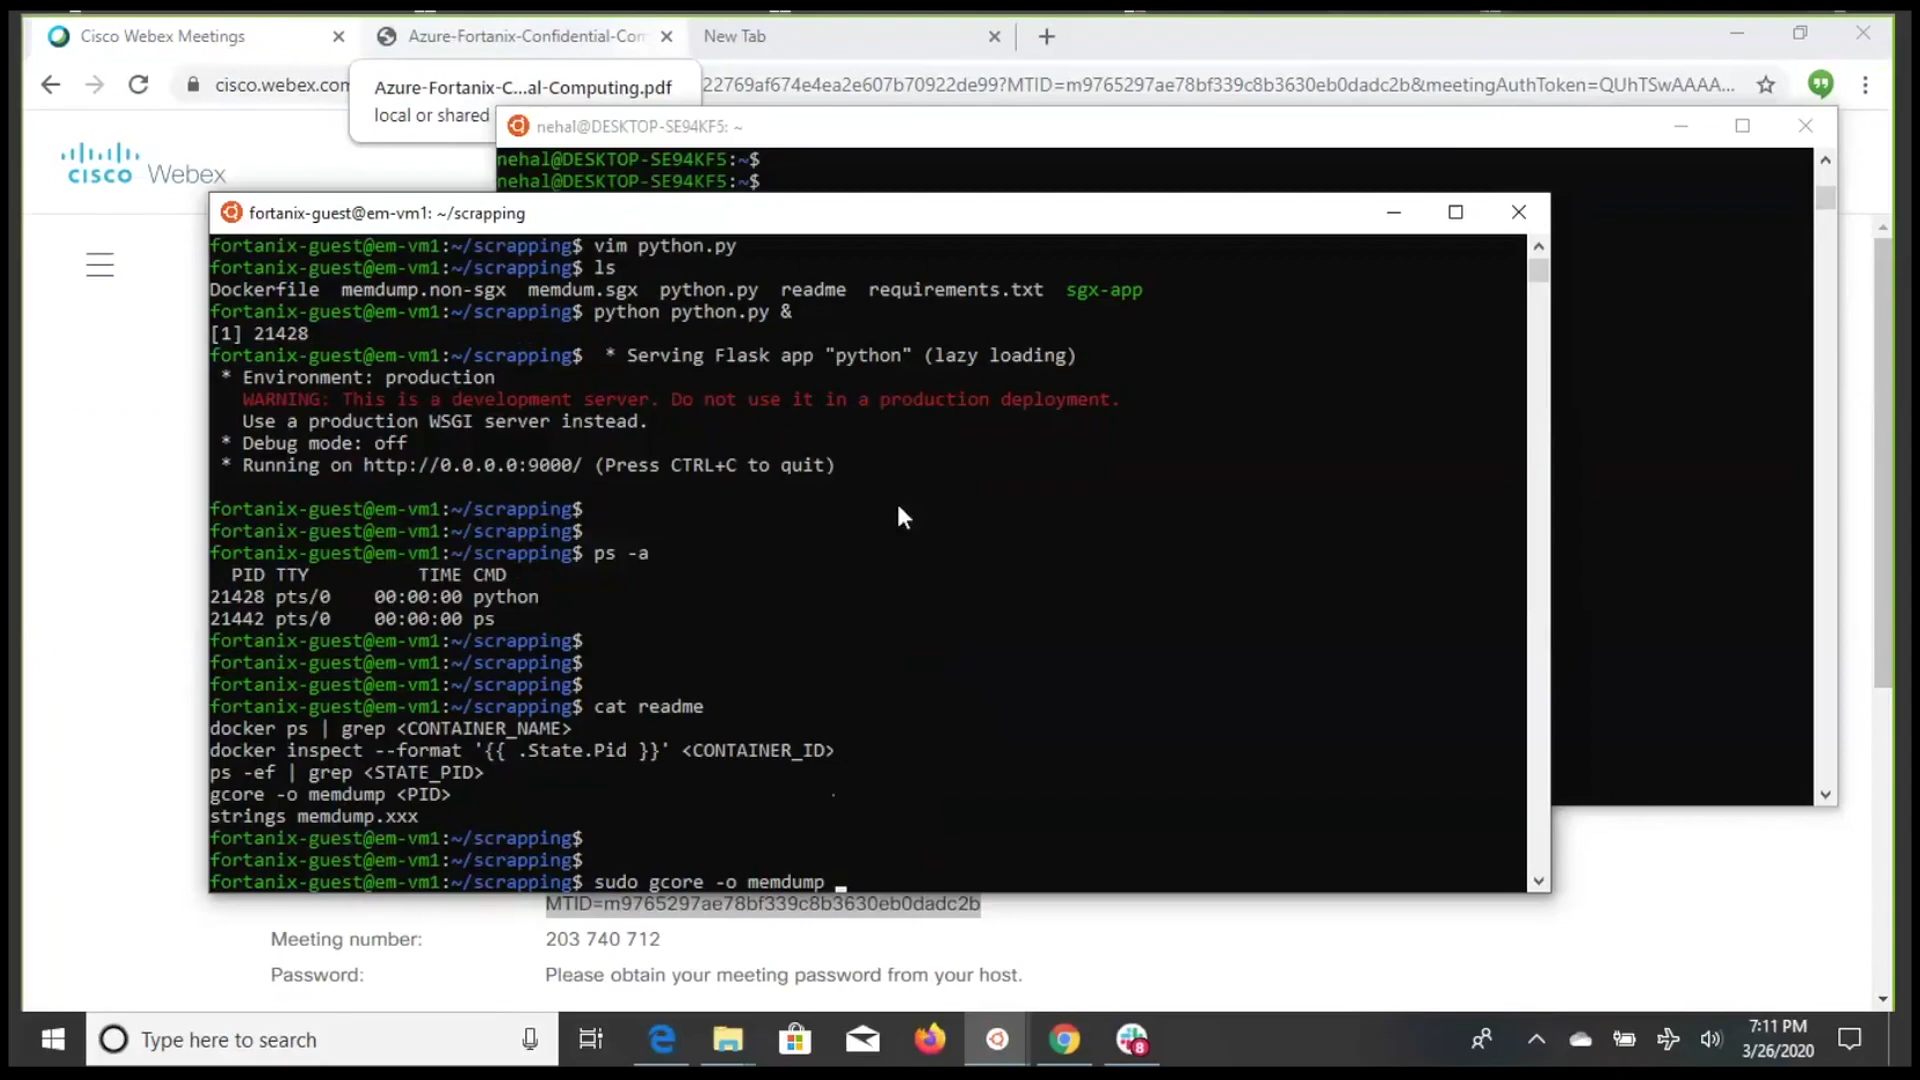 Cisco Webex Meetings
Azure-Fortanix-Confidential-Com
New Tab
cisco.webex.com
22769af674e4ea2e607b70922de99?MTID=m9765297ae78bf339c8b3630eb0dadc2b&meetingAuthToken=QUhTSwAAAA...
Azure-Fortanix-C...al-Computing.pdf
local or shared
nehal@DESKTOP-SE94KF5: ~
nehal@DESKTOP-SE94KF5:~$
nehal@DESKTOP-SE94KF5:~$
CISCO Webex
fortanix-guest@em-vm1: ~/scrapping
fortanix-guest@em-vm1:~/scrapping$ vim python.py
fortanix-guest@em-vm1:~/scrapping$ ls
Dockerfile  memdump.non-sgx  memdum.sgx  python.py  readme  requirements.txt  sgx-app
fortanix-guest@em-vm1:~/scrapping$ python python.py &
[1] 21428
fortanix-guest@em-vm1:~/scrapping$  * Serving Flask app "python" (lazy loading)
 * Environment: production
   WARNING: This is a development server. Do not use it in a production deployment.
   Use a production WSGI server instead.
 * Debug mode: off
 * Running on http://0.0.0.0:9000/ (Press CTRL+C to quit)
fortanix-guest@em-vm1:~/scrapping$
fortanix-guest@em-vm1:~/scrapping$
fortanix-guest@em-vm1:~/scrapping$ ps -a
  PID TTY          TIME CMD
21428 pts/0    00:00:00 python
21442 pts/0    00:00:00 ps
fortanix-guest@em-vm1:~/scrapping$
fortanix-guest@em-vm1:~/scrapping$
fortanix-guest@em-vm1:~/scrapping$
fortanix-guest@em-vm1:~/scrapping$ cat readme
docker ps | grep <CONTAINER_NAME>
docker inspect --format '{{ .State.Pid }}' <CONTAINER_ID>
ps -ef | grep <STATE_PID>
gcore -o memdump <PID>
strings memdump.xxx
fortanix-guest@em-vm1:~/scrapping$
fortanix-guest@em-vm1:~/scrapping$
fortanix-guest@em-vm1:~/scrapping$ sudo gcore -o memdump
MTID=m9765297ae78bf339c8b3630eb0dadc2b
Meeting number: 203 740 712
Password: Please obtain your meeting password from your host.
Type here to search
8
7:11 PM
3/26/2020